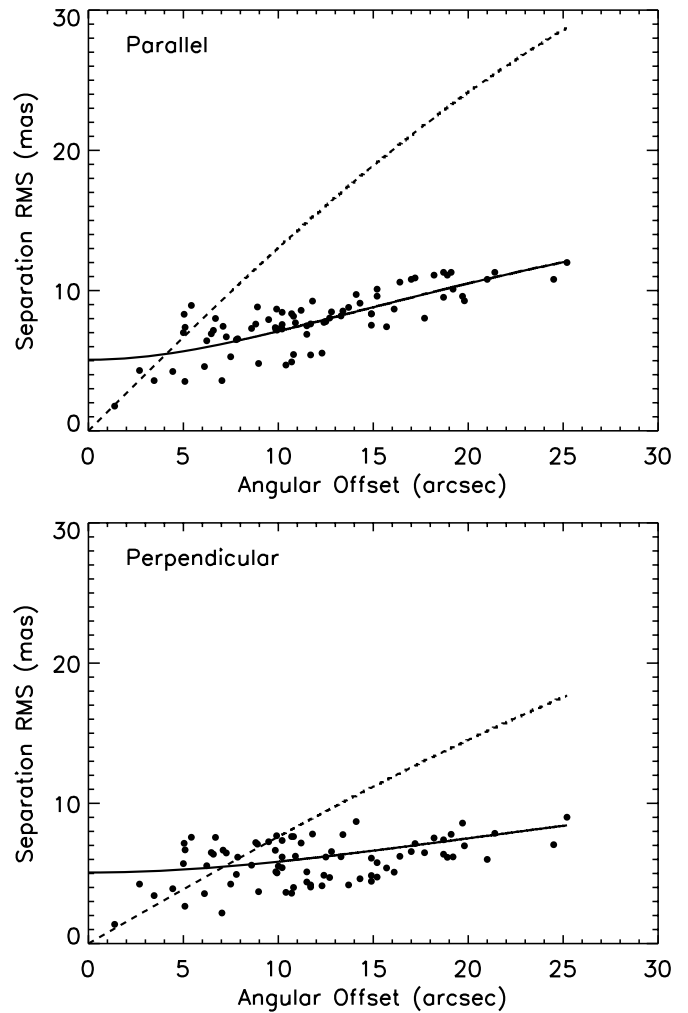 30
Parallel
20
10
0
Separation RMS (mas)
0 5 10 15 20 25 30
Angular Offset (arcsec)
30
Perpendicular
20
10
0
Separation RMS (mas)
0 5 10 15 20 25 30
Angular Offset (arcsec)